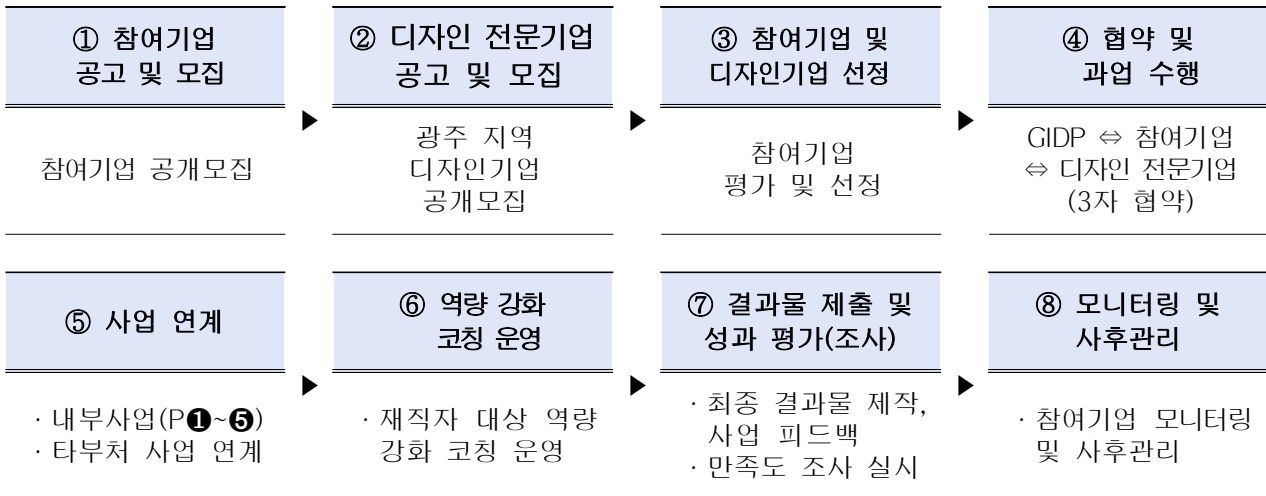 ① 참여기업
공고 및 모집
참여기업 공개모집
▶
② 디자인 전문기업
공고 및 모집
광주 지역
디자인기업
공개모집
▶
③ 참여기업 및
디자인기업 선정
참여기업
평가 및 선정
▶
④ 협약 및
과업 수행
GIDP ⇔ 참여기업
⇔ 디자인 전문기업
(3자 협약)
⑤ 사업 연계
· 내부사업(P❶~❺)
· 타부처 사업 연계
▶
⑥ 역량 강화
코칭 운영
· 재직자 대상 역량
강화 코칭 운영
▶
⑦ 결과물 제출 및
성과 평가(조사)
· 최종 결과물 제작,
사업 피드백
· 만족도 조사 실시
▶
⑧ 모니터링 및
사후관리
· 참여기업 모니터링
및 사후관리